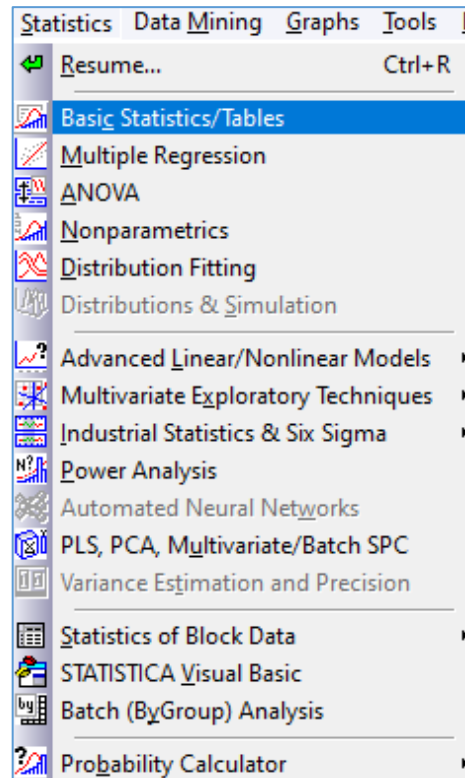 Statistics Data Mining Graphs Tools
Resume... Ctrl+R
Basic Statistics/Tables
Multiple Regression
ANOVA
Nonparametrics
Distribution Fitting
Distributions & Simulation
Advanced Linear/Nonlinear Models
Multivariate Exploratory Techniques
Industrial Statistics & Six Sigma
Power Analysis
Automated Neural Networks
PLS, PCA, Multivariate/Batch SPC
Variance Estimation and Precision
Statistics of Block Data
STATISTICA Visual Basic
Batch (ByGroup) Analysis
Probability Calculator